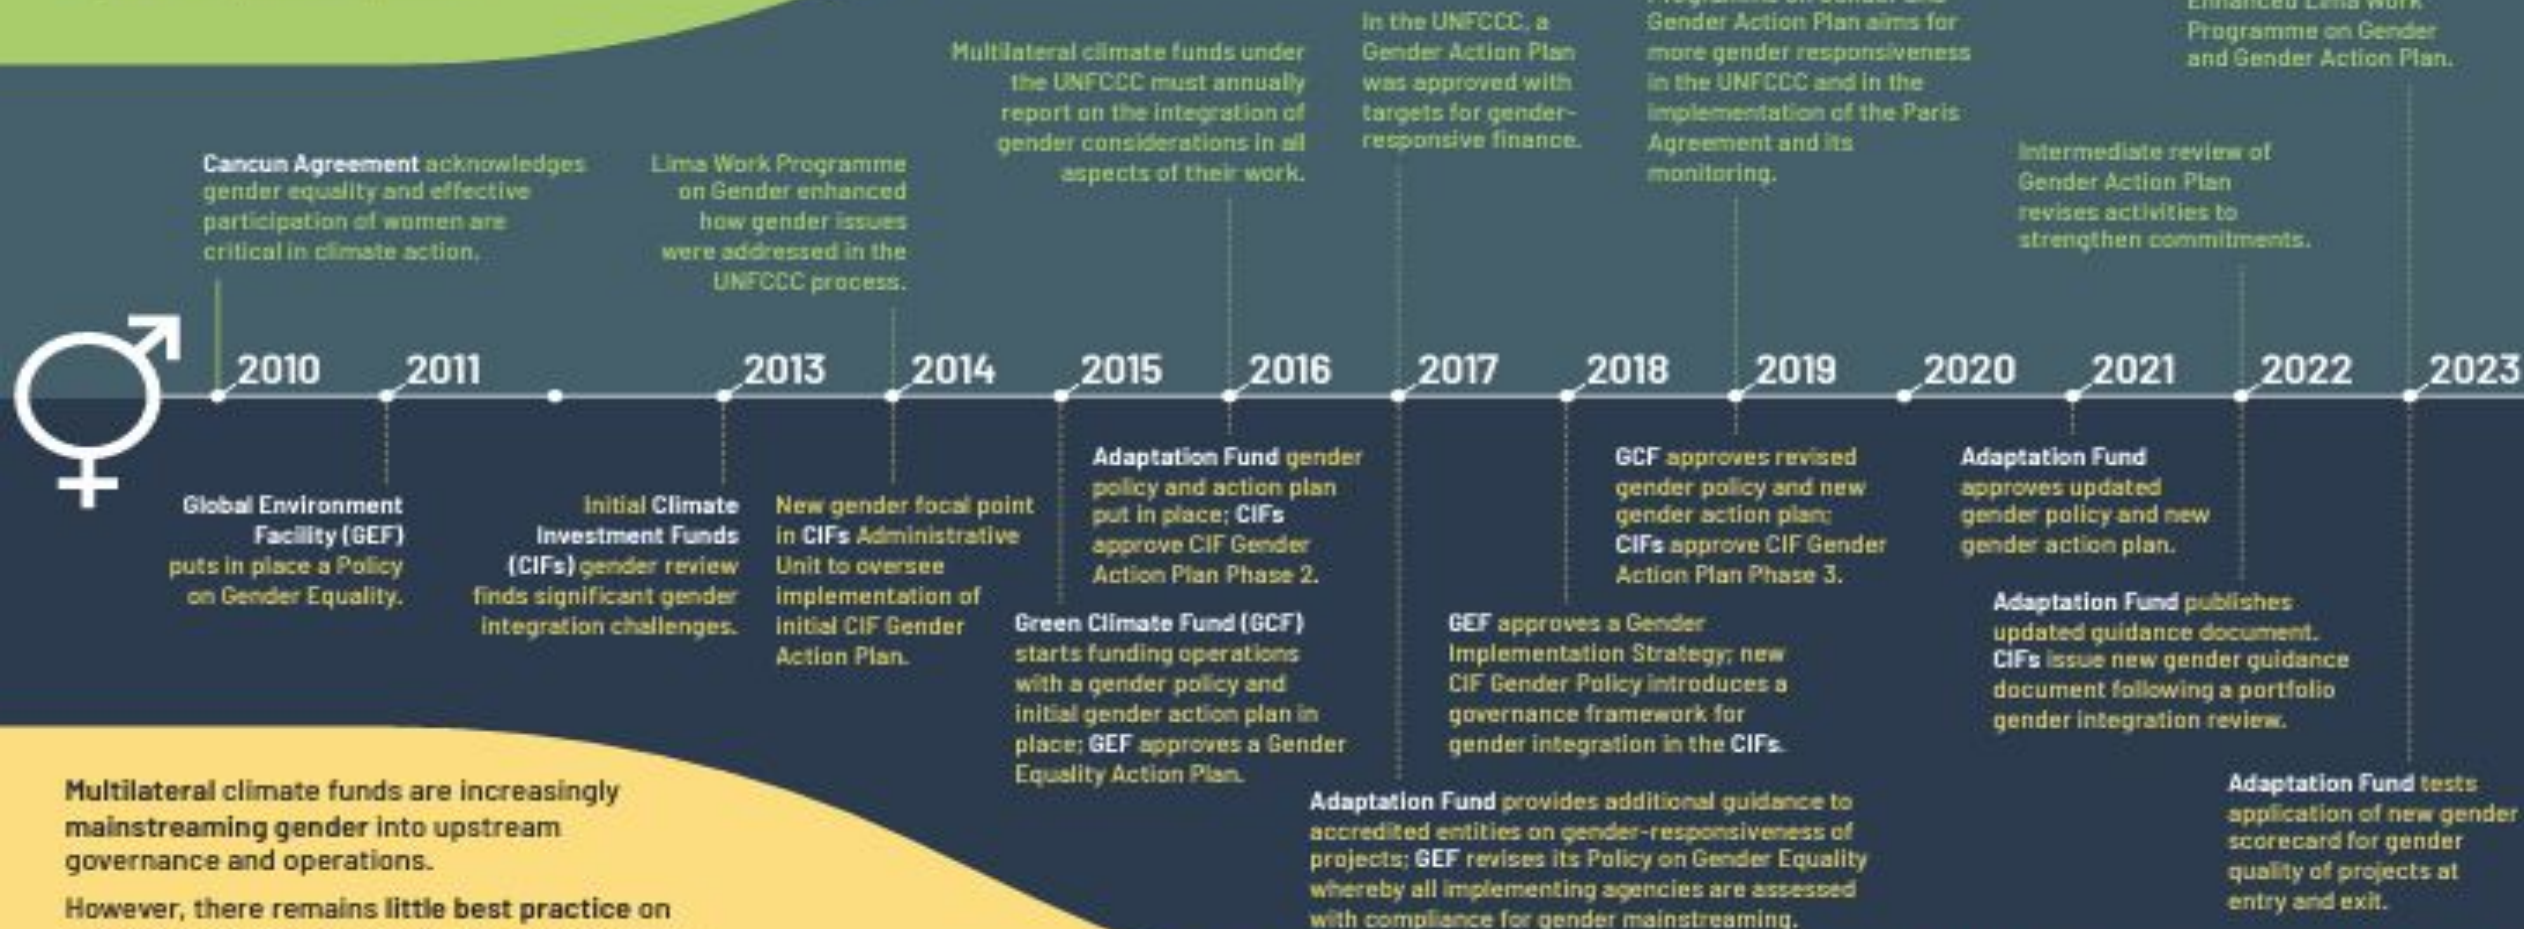 In the UNFCCC, a
Gender Action Plan
was approved with
targets for gender-
responsive finance.
Gender Action Plan aims for
more gender responsiveness
in the UNFCCC and in the
implementation of the Paris
Agreement and its
monitoring.
Enhanced Lima Work
Programme on Gender
and Gender Action Plan.
Multilateral climate funds under
the UNFCCC must annually
report on the integration of
gender considerations in all
aspects of their work.
Cancun Agreement acknowledges
gender equality and effective
participation of women are
critical in climate action.
Lima Work Programme
on Gender enhanced
how gender issues
were addressed in the
UNFCCC process.
Intermediate review of
Gender Action Plan
revises activities to
strengthen commitments.
2010
2011
2013
2014
2015
2016
2017
2018
2019
2020
2021
2022
2023
Global Environment
Facility (GEF)
puts in place a Policy
on Gender Equality.
Initial Climate
Investment Funds
(CIFs) gender review
finds significant gender
integration challenges.
New gender focal point
in CIFs Administrative
Unit to oversee
implementation of
initial CIF Gender
Action Plan.
Adaptation Fund gender
policy and action plan
put in place; CIFs
approve CIF Gender
Action Plan Phase 2.
Green Climate Fund (GCF)
starts funding operations
with a gender policy and
initial gender action plan in
place; GEF approves a Gender
Equality Action Plan.
GCF approves revised
gender policy and new
gender action plan;
CIFs approve CIF Gender
Action Plan Phase 3.
GEF approves a Gender
Implementation Strategy; new
CIF Gender Policy introduces a
governance framework for
gender integration in the CIFs.
Adaptation Fund provides additional guidance to
accredited entities on gender-responsiveness of
projects; GEF revises its Policy on Gender Equality
whereby all implementing agencies are assessed
with compliance for gender mainstreaming.
Adaptation Fund
approves updated
gender policy and new
gender action plan.
Adaptation Fund publishes
updated guidance document.
CIFs issue new gender guidance
document following a portfolio
gender integration review.
Adaptation Fund tests
application of new gender
scorecard for gender
quality of projects at
entry and exit.
Multilateral climate funds are increasingly
mainstreaming gender into upstream
governance and operations.
However, there remains little best practice on